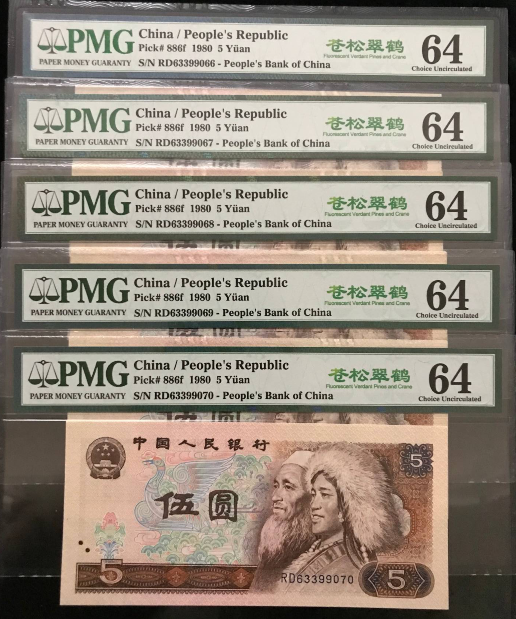 PMG
PAPER MONEY GUARANTY
China / People's Republic
Pick# 886f 1980 5 Yüan
S/N RD63399066 - People's Bank of China
苍松翠鹤
Fluorescent Verdant Pines and Crane
64
Choice Uncirculated
PMG
PAPER MONEY GUARANTY
China / People's Republic
Pick# 886f 1980 5 Yüan
S/N RD63399067 - People's Bank of China
苍松翠鹤
Fluorescent Verdant Pines and Crane
64
Choice Uncirculated
PMG
PAPER MONEY GUARANTY
China / People's Republic
Pick# 886f 1980 5 Yüan
S/N RD63399068 - People's Bank of China
苍松翠鹤
Fluorescent Verdant Pines and Crane
64
Choice Uncirculated
PMG
PAPER MONEY GUARANTY
China / People's Republic
Pick# 886f 1980 5 Yüan
S/N RD63399069 - People's Bank of China
苍松翠鹤
Fluorescent Verdant Pines and Crane
64
Choice Uncirculated
PMG
PAPER MONEY GUARANTY
China / People's Republic
Pick# 886f 1980 5 Yüan
S/N RD63399070 - People's Bank of China
苍松翠鹤
Fluorescent Verdant Pines and Crane
64
Choice Uncirculated
中国人民银行
5
伍圆
5
RD63399070
5